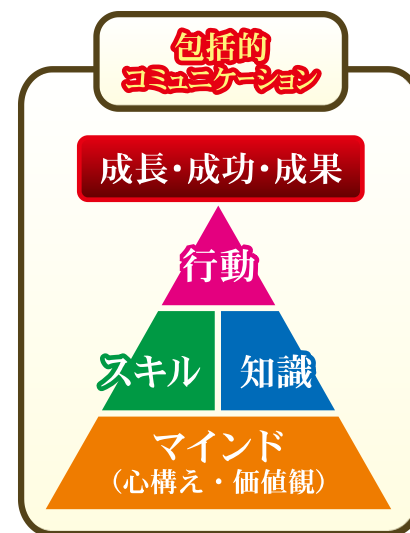 包括的
コミュニケーション
成長・成功・成果
行動
スキル 知識
マインド
（心構え・価値観）